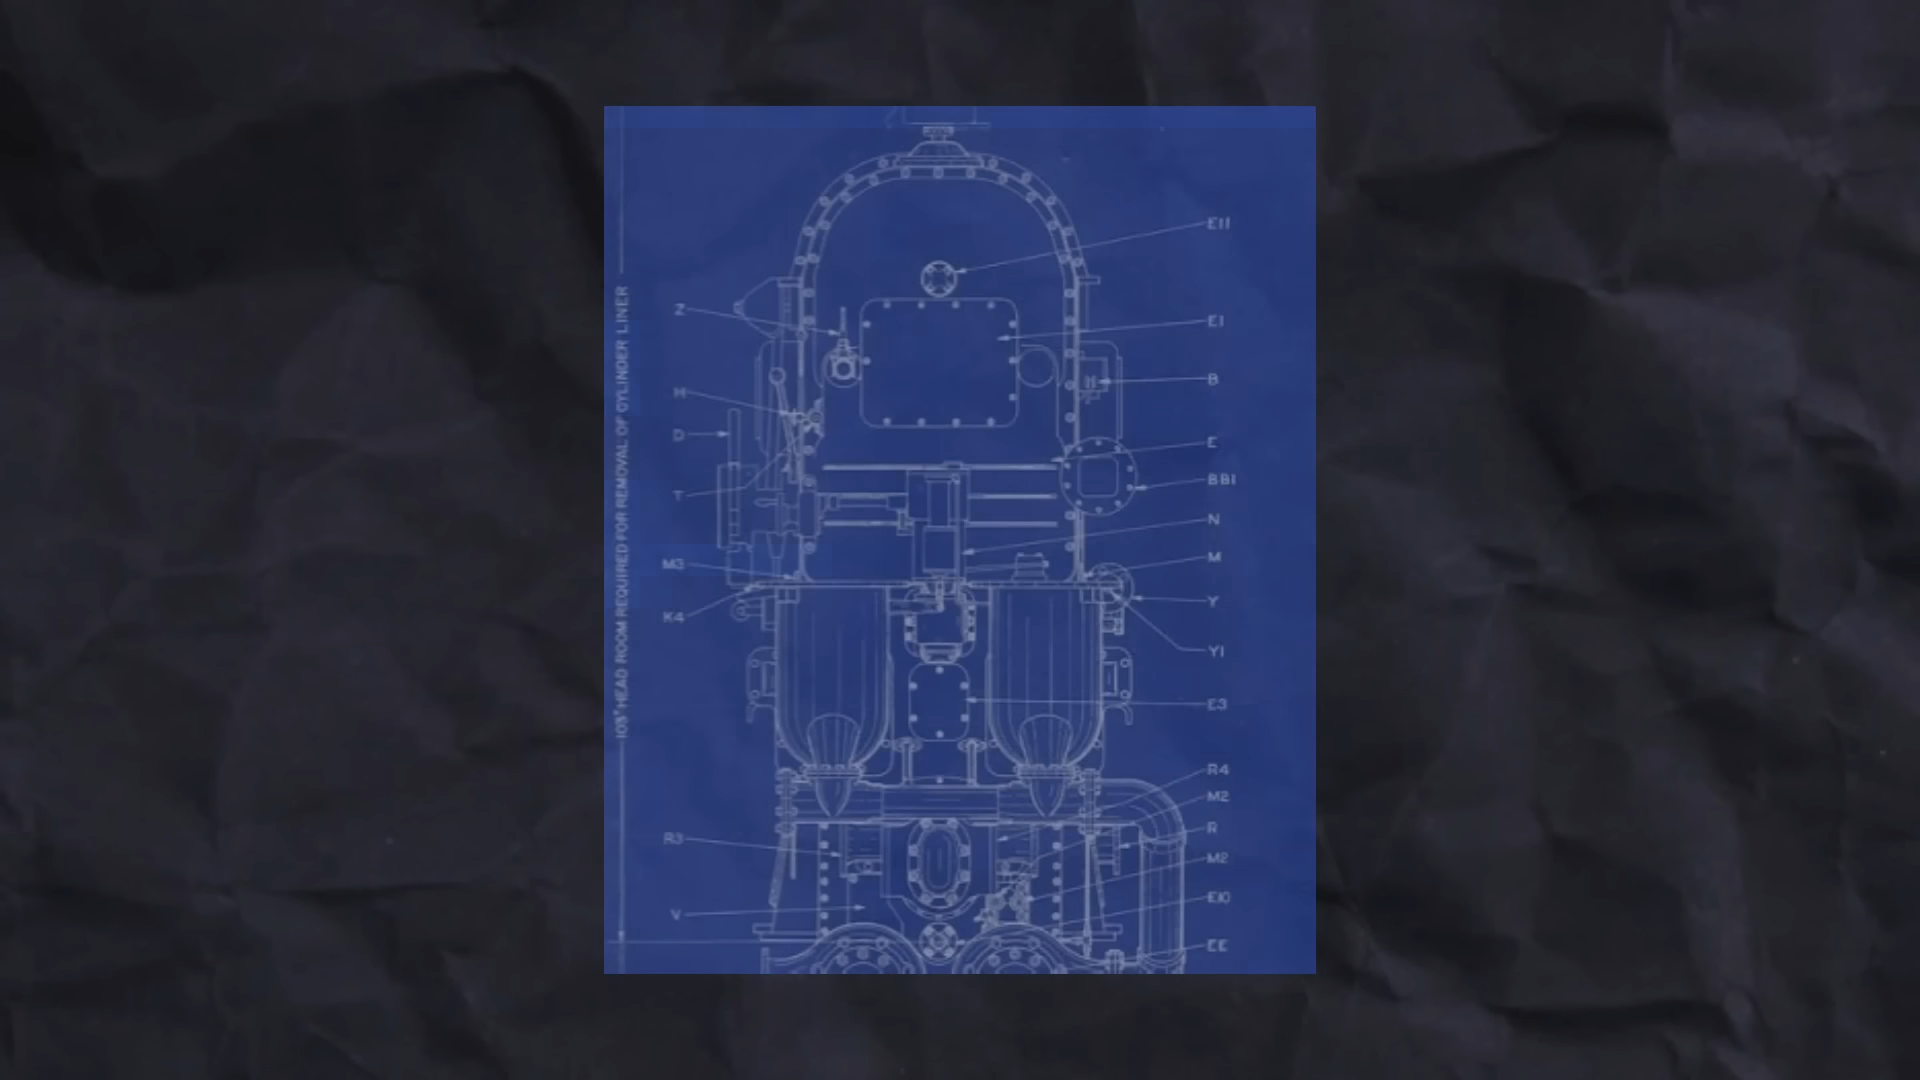 105" HEAD ROOM REQUIRED FOR REMOVAL OF CYLINDER LINER
E11
Z
E1
B
H
D
E
BB1
T
N
M3
M
Y
K4
Y1
E3
R4
M2
R
R3
M2
E10
V
EE